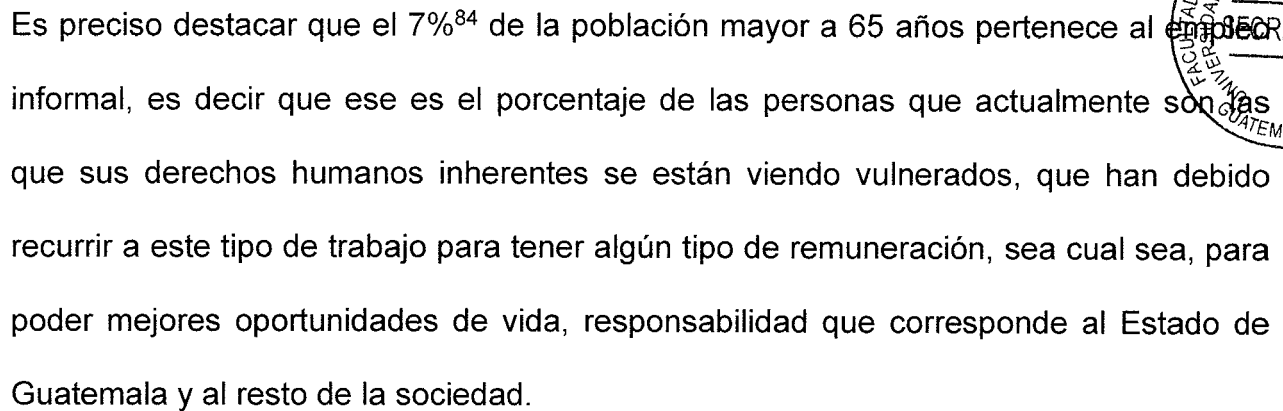 Es preciso destacar que el 7%⁸⁴ de la población mayor a 65 años pertenece al empleo
informal, es decir que ese es el porcentaje de las personas que actualmente son las
que sus derechos humanos inherentes se están viendo vulnerados, que han debido
recurrir a este tipo de trabajo para tener algún tipo de remuneración, sea cual sea, para
poder mejores oportunidades de vida, responsabilidad que corresponde al Estado de
Guatemala y al resto de la sociedad.